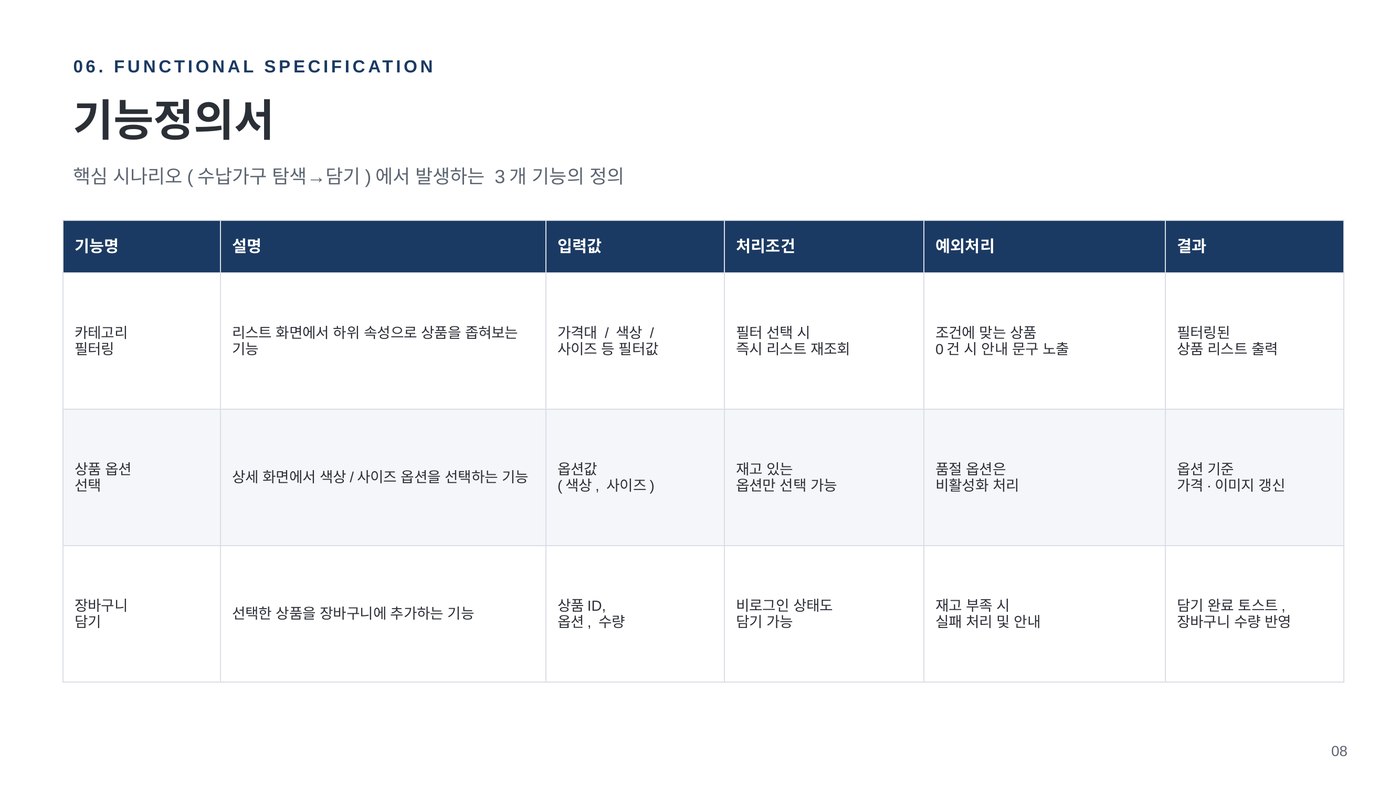 06. FUNCTIONAL SPECIFICATION
기능정의서
핵심 시나리오 ( 수납가구 탐색→담기 ) 에서 발생하는 3 개 기능의 정의
기능명
설명
입력값
처리조건
예외처리
결과
카테고리
필터링
리스트 화면에서 하위 속성으로 상품을 좁혀보는
기능
가격대 / 색상 /
사이즈 등 필터값
필터 선택 시
즉시 리스트 재조회
조건에 맞는 상품
0 건 시 안내 문구 노출
필터링된
상품 리스트 출력
상품 옵션
선택
상세 화면에서 색상 / 사이즈 옵션을 선택하는 기능
옵션값
( 색상 , 사이즈 )
재고 있는
옵션만 선택 가능
품절 옵션은
비활성화 처리
옵션 기준
가격 · 이미지 갱신
장바구니
담기
선택한 상품을 장바구니에 추가하는 기능
상품 ID,
옵션 , 수량
비로그인 상태도
담기 가능
재고 부족 시
실패 처리 및 안내
담기 완료 토스트 ,
장바구니 수량 반영
08